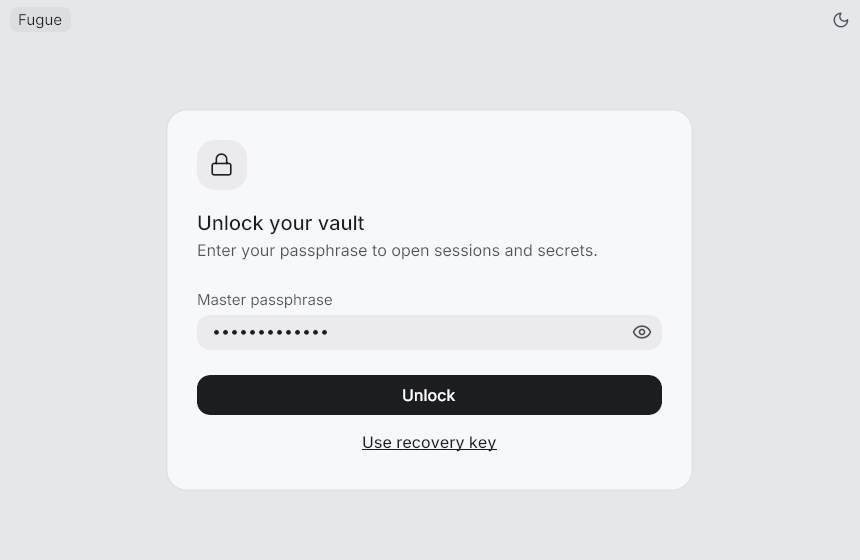 Fugue
Unlock your vault
Enter your passphrase to open sessions and secrets.
Master passphrase
•••••••••••••
Unlock
Use recovery key